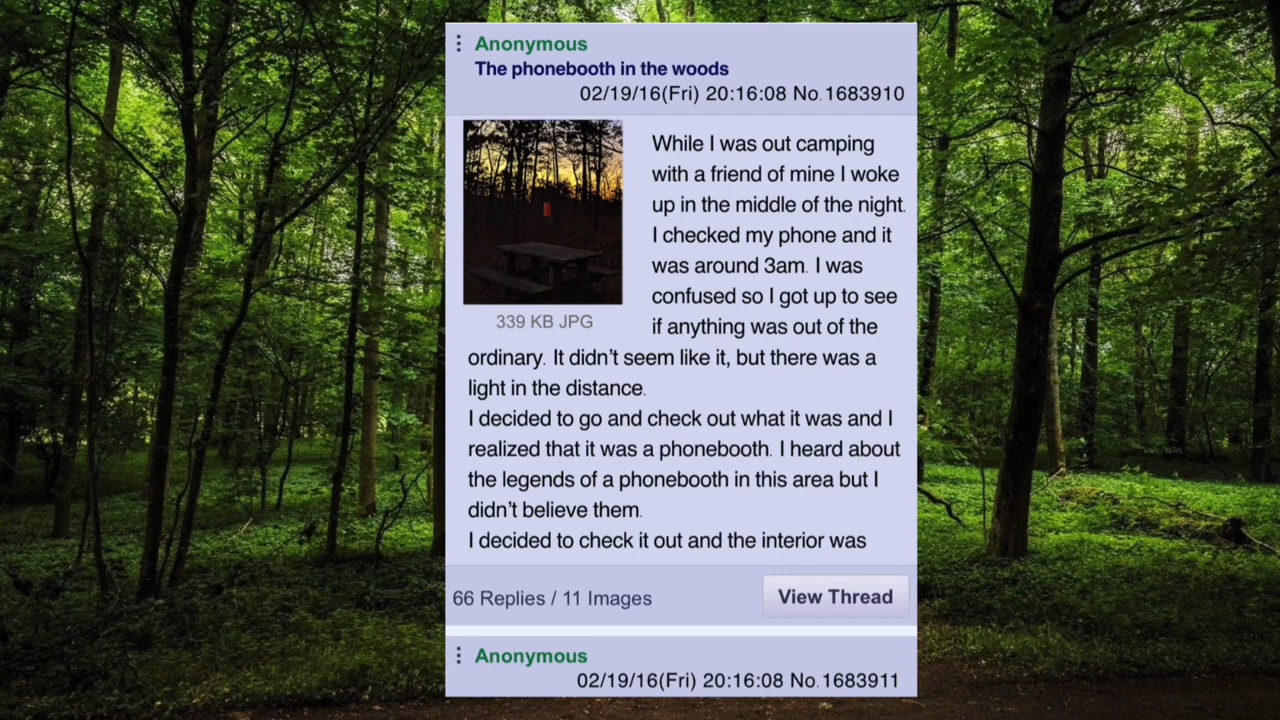 Anonymous
The phonebooth in the woods
02/19/16(Fri) 20:16:08 No.1683910
While I was out camping
with a friend of mine I woke
up in the middle of the night.
I checked my phone and it
was around 3am. I was
confused so I got up to see
if anything was out of the
339 KB JPG
ordinary. It didn't seem like it, but there was a
light in the distance.
I decided to go and check out what it was and I
realized that it was a phonebooth. I heard about
the legends of a phonebooth in this area but I
didn't believe them.
I decided to check it out and the interior was
66 Replies / 11 Images
View Thread
Anonymous
02/19/16(Fri) 20:16:08 No.1683911